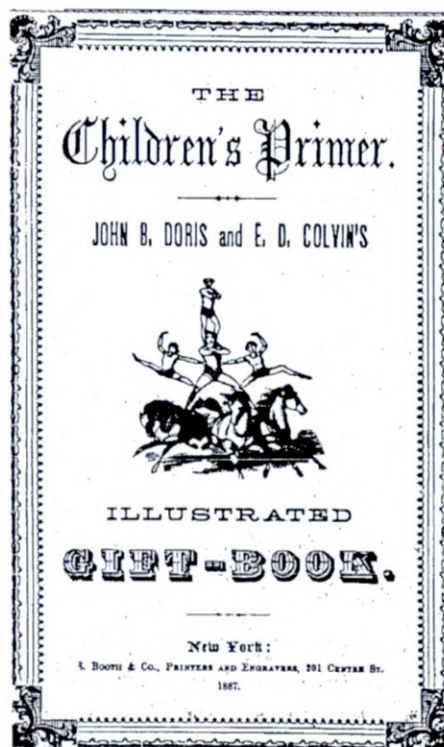 THE
Children's Primer.
JOHN B. DORIS and E. D. COLVIN'S
ILLUSTRATED
GIFT-BOOK.
New York:
BOOTH & CO., PRINTERS AND ENGRAVERS, 201 CENTRE ST.
1887.